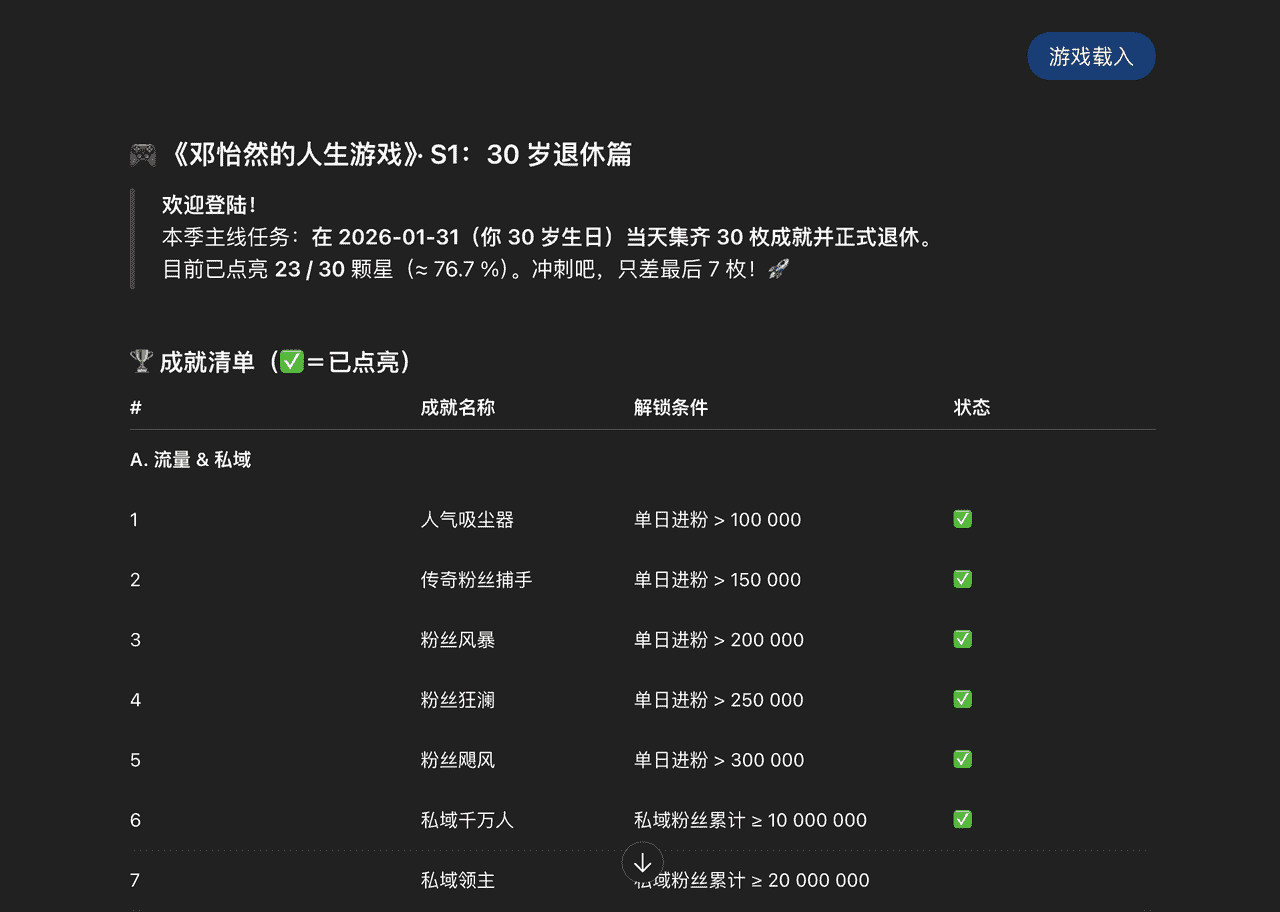 游戏载入
🎮《邓怡然的人生游戏》· S1：30 岁退休篇
欢迎登陆！
本季主线任务：在 2026-01-31（你 30 岁生日）当天集齐 30 枚成就并正式退休。
目前已点亮 23 / 30 颗星（≈ 76.7 %）。冲刺吧，只差最后 7 枚！🚀
🏆 成就清单（✅＝已点亮）
# 成就名称 解锁条件 状态
A. 流量 & 私域
1 人气吸尘器 单日进粉 > 100 000 ✅
2 传奇粉丝捕手 单日进粉 > 150 000 ✅
3 粉丝风暴 单日进粉 > 200 000 ✅
4 粉丝狂澜 单日进粉 > 250 000 ✅
5 粉丝飓风 单日进粉 > 300 000 ✅
6 私域千万人 私域粉丝累计 ≥ 10 000 000 ✅
7 私域领主 私域粉丝累计 ≥ 20 000 000